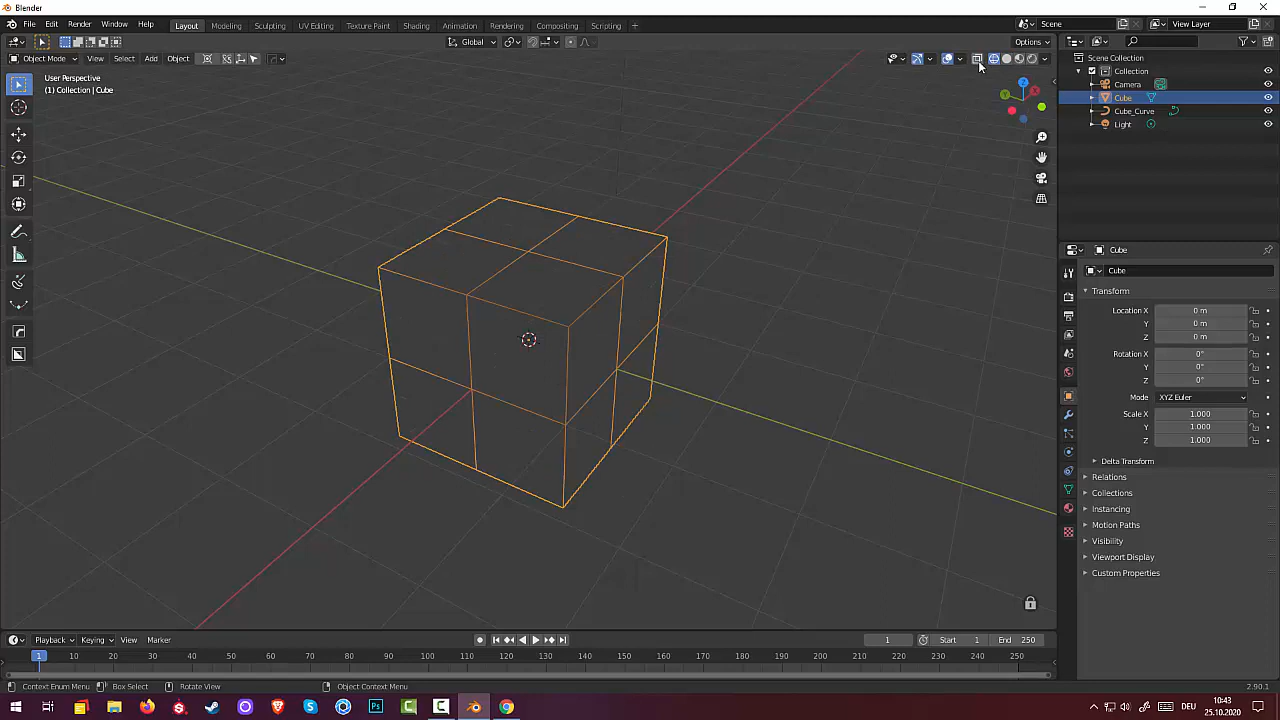 Blender
File Edit Render Window Help Layout Modeling Sculpting UV Editing Texture Paint Shading Animation Rendering Compositing Scripting + Scene View Layer
Global Options
Object Mode View Select Add Object
User Perspective
(1) Collection | Cube
Scene Collection
Collection
Camera
Cube
Cube_Curve
Light
Z
Y
X
Cube
Cube
Transform
Location X 0 m
Y 0 m
Z 0 m
Rotation X 0°
Y 0°
Z 0°
Mode XYZ Euler
Scale X 1.000
Y 1.000
Z 1.000
Delta Transform
Relations
Collections
Instancing
Motion Paths
Visibility
Viewport Display
Custom Properties
Playback Keying View Marker 1 Start 1 End 250
1 10 20 30 40 50 60 70 80 90 100 110 120 130 140 150 160 170 180 190 200 210 220 230 240 250
Context Enum Menu Box Select Rotate View Object Context Menu 2.90.1
Ps DEU 10:43
25.10.2020